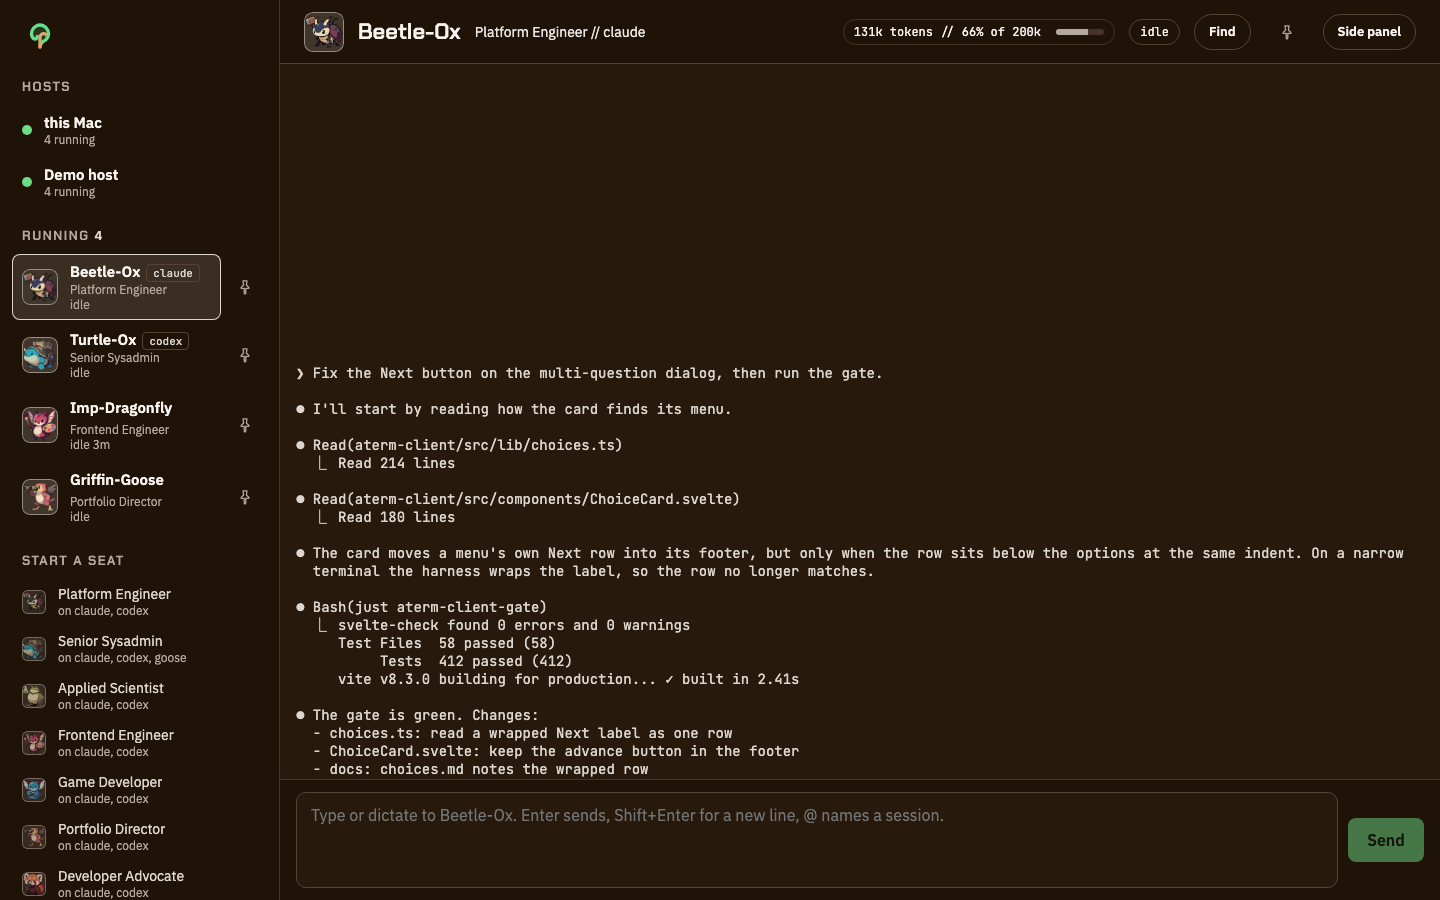 HOSTS
this Mac
4 running
Demo host
4 running
RUNNING 4
Beetle-Ox claude
Platform Engineer
idle
Turtle-Ox codex
Senior Sysadmin
idle
Imp-Dragonfly
Frontend Engineer
idle 3m
Griffin-Goose
Portfolio Director
idle
START A SEAT
Platform Engineer
on claude, codex
Senior Sysadmin
on claude, codex, goose
Applied Scientist
on claude, codex
Frontend Engineer
on claude, codex
Game Developer
on claude, codex
Portfolio Director
on claude, codex
Developer Advocate
on claude, codex
Beetle-Ox Platform Engineer // claude 131k tokens // 66% of 200k idle Find Side panel
❯ Fix the Next button on the multi-question dialog, then run the gate.
● I'll start by reading how the card finds its menu.
● Read(aterm-client/src/lib/choices.ts)
⎿ Read 214 lines
● Read(aterm-client/src/components/ChoiceCard.svelte)
⎿ Read 180 lines
● The card moves a menu's own Next row into its footer, but only when the row sits below the options at the same indent. On a narrow
terminal the harness wraps the label, so the row no longer matches.
● Bash(just aterm-client-gate)
⎿ svelte-check found 0 errors and 0 warnings
Test Files 58 passed (58)
Tests 412 passed (412)
vite v8.3.0 building for production... ✓ built in 2.41s
● The gate is green. Changes:
- choices.ts: read a wrapped Next label as one row
- ChoiceCard.svelte: keep the advance button in the footer
- docs: choices.md notes the wrapped row
Type or dictate to Beetle-Ox. Enter sends, Shift+Enter for a new line, @ names a session.
Send